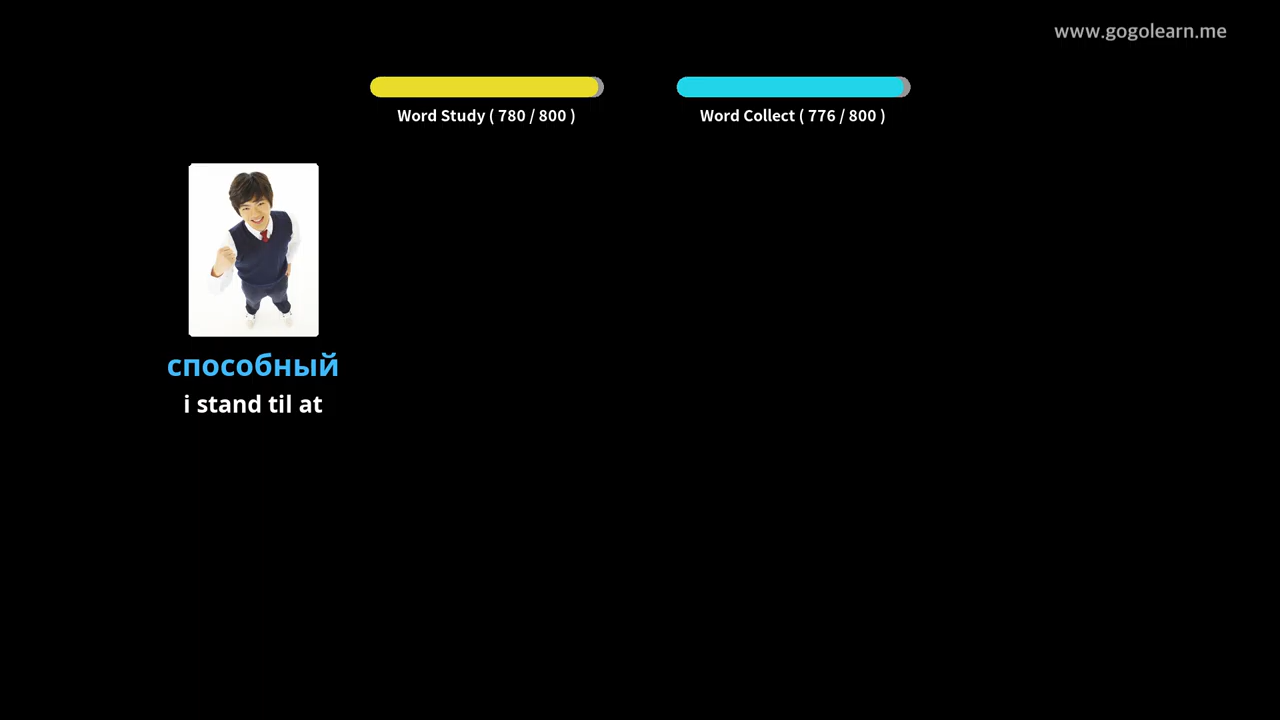 www.gogolearn.me
Word Study ( 780 / 800 )
Word Collect ( 776 / 800 )
способный
i stand til at